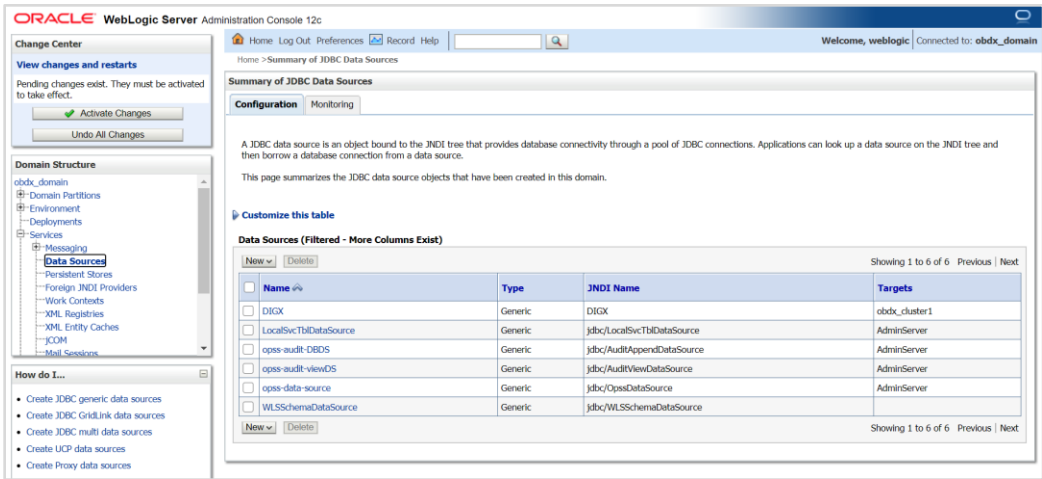 ORACLE WebLogic Server Administration Console 12c
Change Center
View changes and restarts
Pending changes exist. They must be activated
to take effect.
Activate Changes
Undo All Changes
Domain Structure
obdx_domain
Domain Partitions
Environment
Deployments
Services
Messaging
Data Sources
Persistent Stores
Foreign JNDI Providers
Work Contexts
XML Registries
XML Entity Caches
jCOM
Mail Sessions
How do I...
Create JDBC generic data sources
Create JDBC GridLink data sources
Create JDBC multi data sources
Create UCP data sources
Create Proxy data sources
Home Log Out Preferences Record Help
Welcome, weblogic Connected to: obdx_domain
Home >Summary of JDBC Data Sources
Summary of JDBC Data Sources
Configuration Monitoring
A JDBC data source is an object bound to the JNDI tree that provides database connectivity through a pool of JDBC connections. Applications can look up a data source on the JNDI tree and
then borrow a database connection from a data source.
This page summarizes the JDBC data source objects that have been created in this domain.
Customize this table
Data Sources (Filtered - More Columns Exist)
New Delete Showing 1 to 6 of 6 Previous | Next
Name Type JNDI Name Targets
DIGX Generic DIGX obdx_cluster1
LocalSvcTblDataSource Generic jdbc/LocalSvcTblDataSource AdminServer
opss-audit-DBDS Generic jdbc/AuditAppendDataSource AdminServer
opss-audit-viewDS Generic jdbc/AuditViewDataSource AdminServer
opss-data-source Generic jdbc/OpssDataSource AdminServer
WLSSchemaDataSource Generic jdbc/WLSSchemaDataSource
New Delete Showing 1 to 6 of 6 Previous | Next